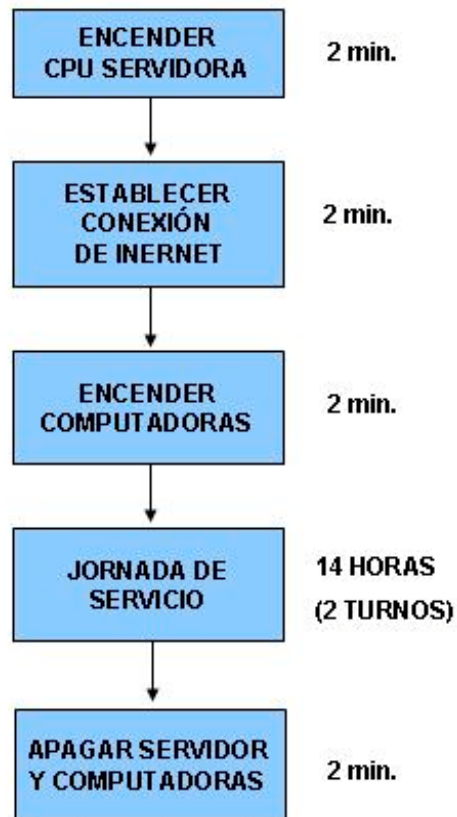 ENCENDER
CPU SERVIDORA
2 min.
ESTABLECER
CONEXIÓN
DE INERNET
2 min.
ENCENDER
COMPUTADORAS
2 min.
JORNADA DE
SERVICIO
14 HORAS
(2 TURNOS)
APAGAR SERVIDOR
Y COMPUTADORAS
2 min.